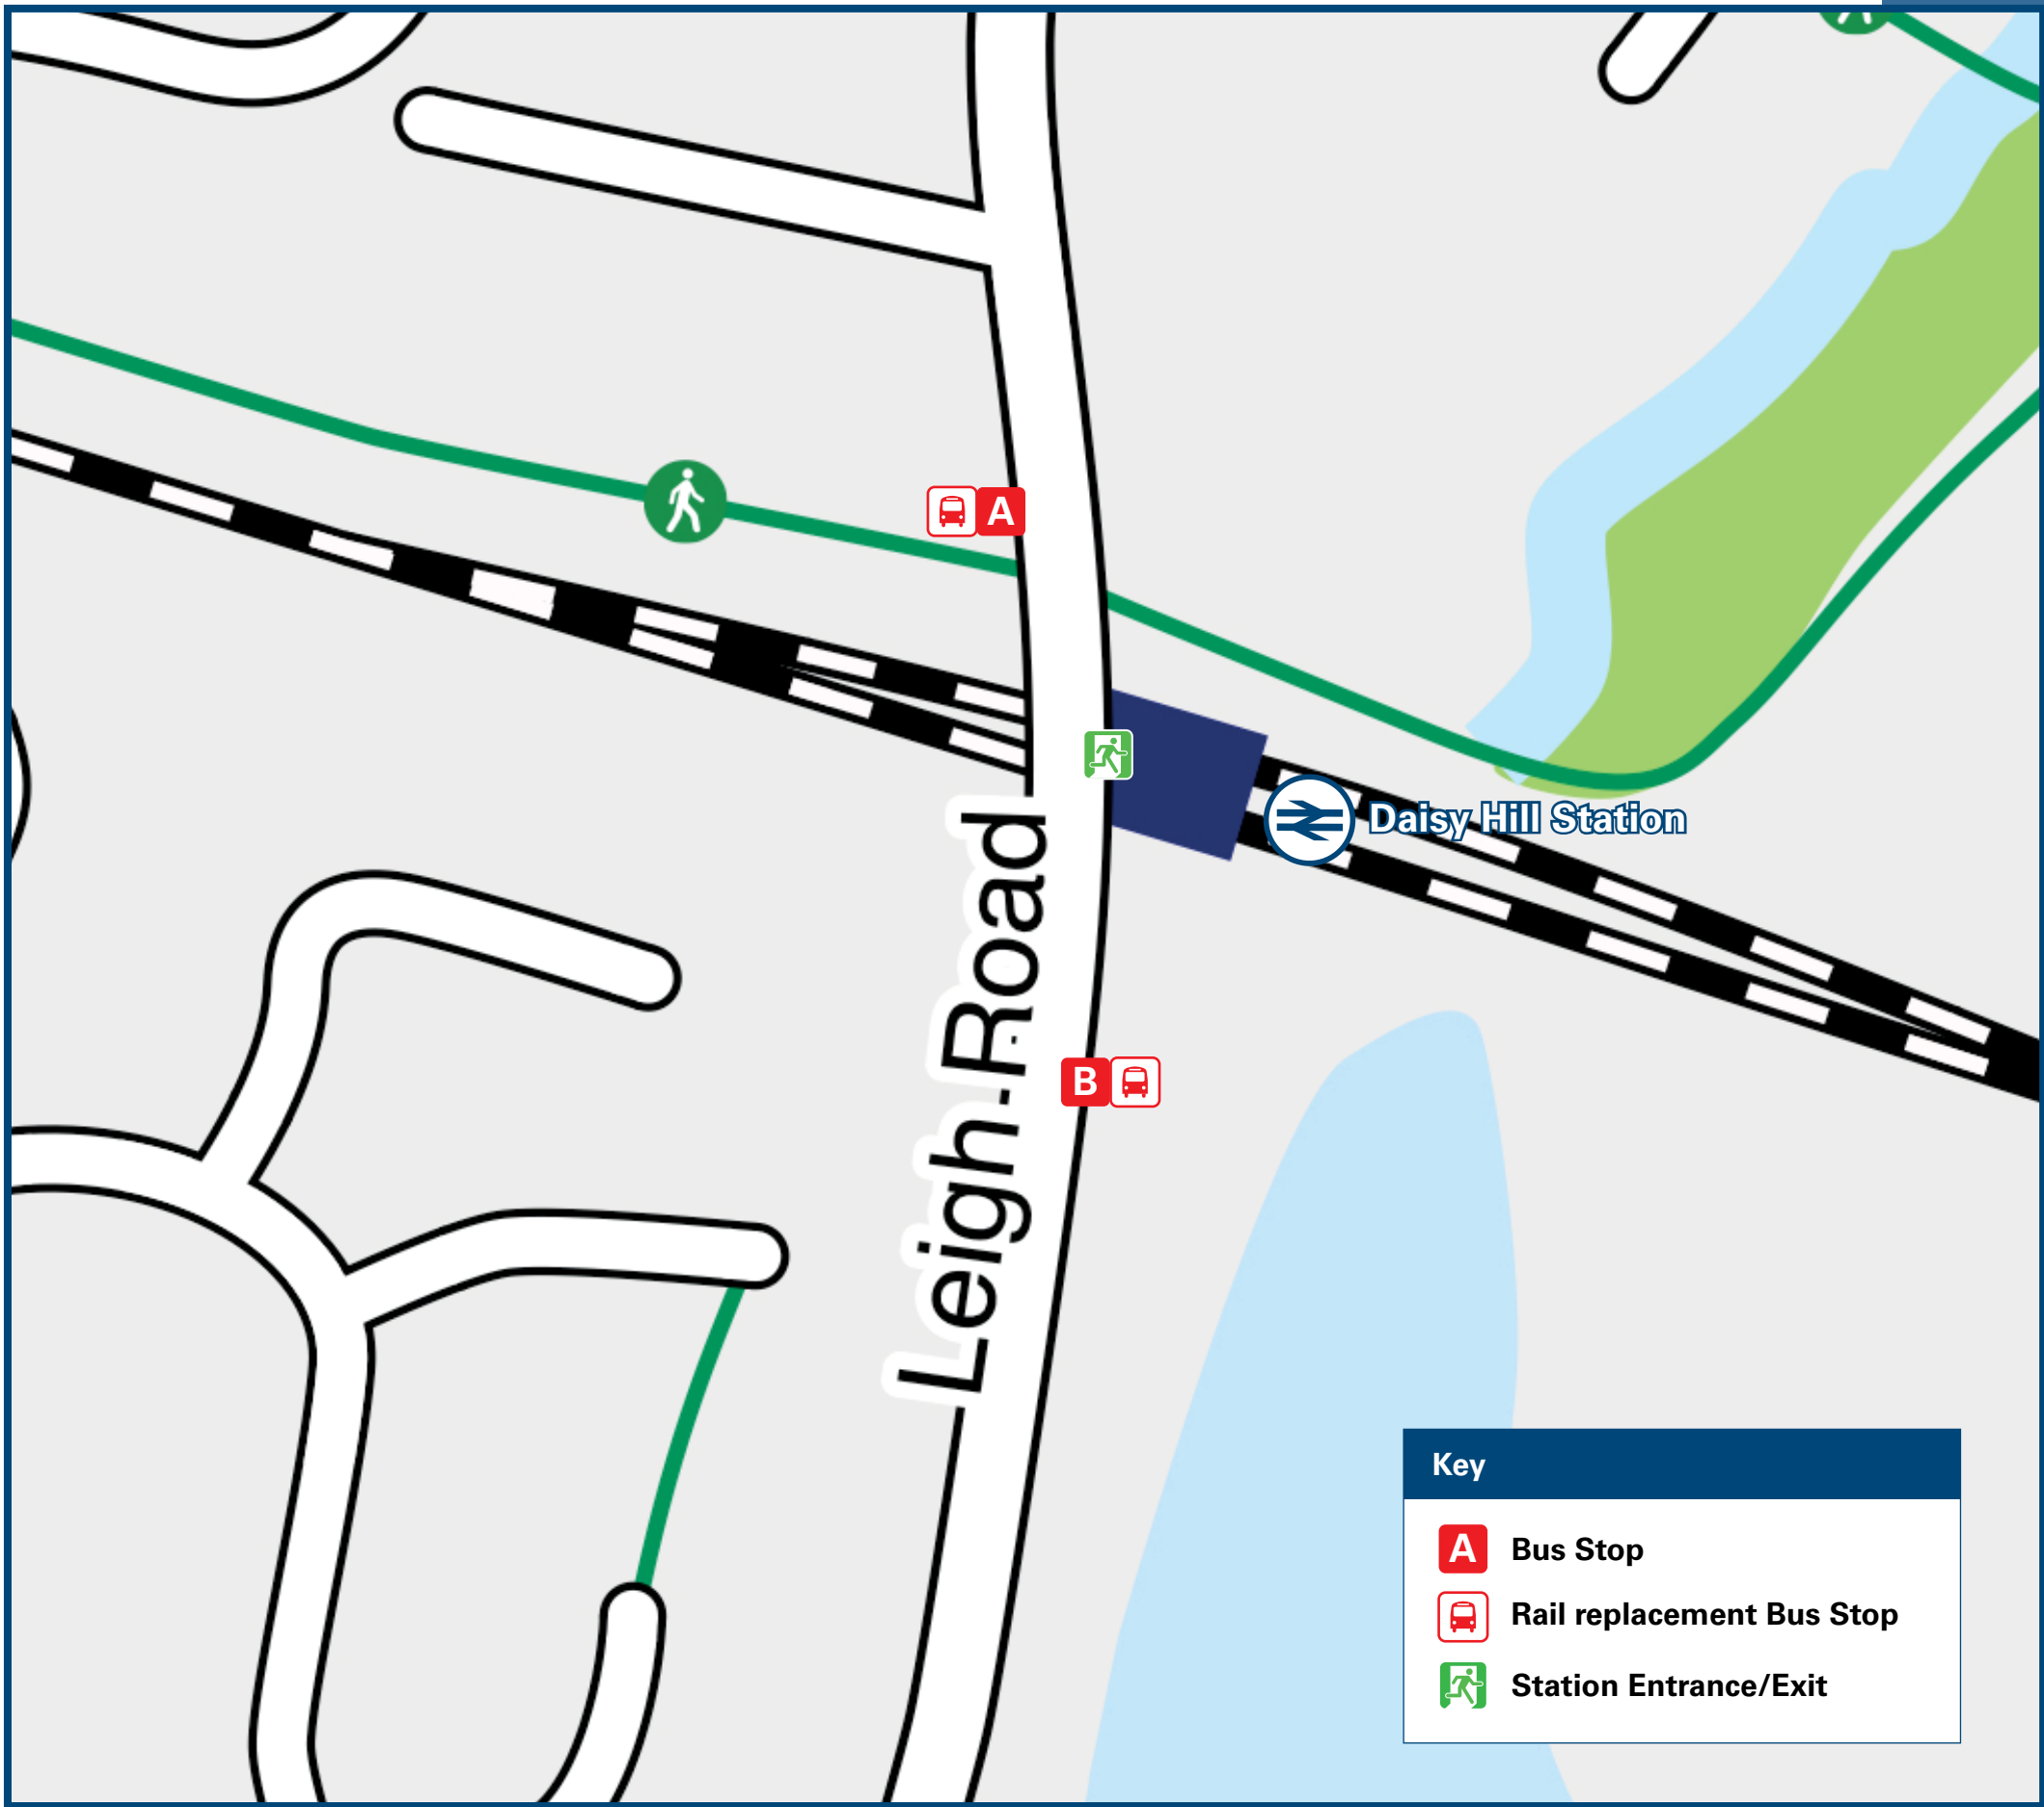 A
Daisy Hill Station
Leigh Road
B
Key
A Bus Stop
Rail replacement Bus Stop
Station Entrance/Exit